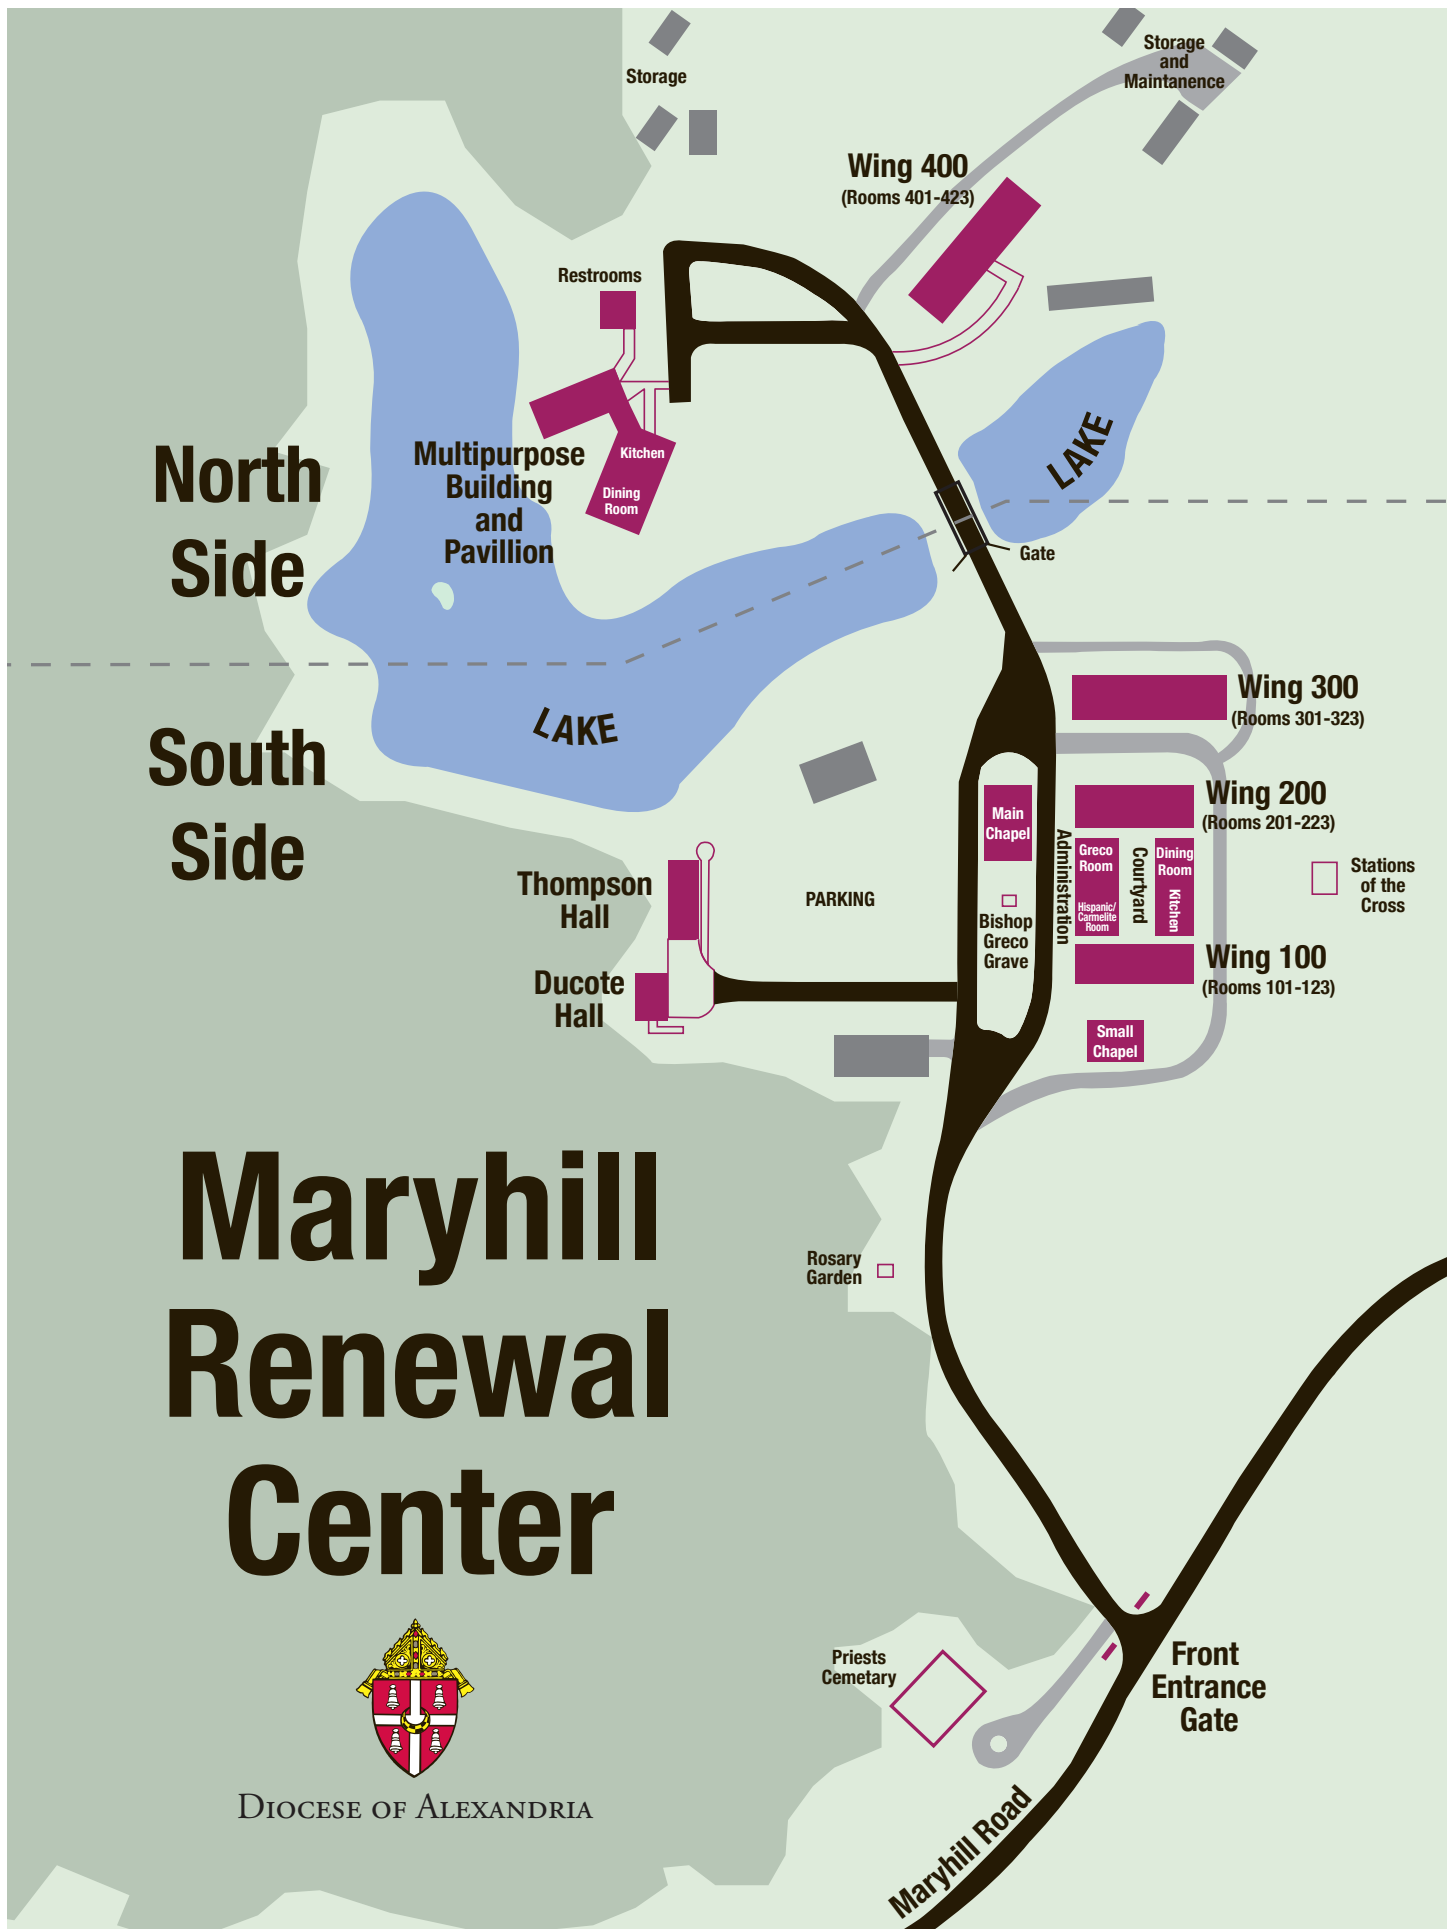 Storage
Storage
and
Maintanence
Wing 400
(Rooms 401-423)
Restrooms
LAKE
North
Side
Multipurpose
Building
and
Pavillion
Kitchen
Dining
Room
Gate
South
Side
LAKE
Wing 300
(Rooms 301-323)
Wing 200
(Rooms 201-223)
Main
Chapel
Administration
Greco
Room
Hispanic/
Carmelite
Room
Courtyard
Dining
Room
Kitchen
Stations
of the
Cross
Thompson
Hall
PARKING
Bishop
Greco
Grave
Wing 100
(Rooms 101-123)
Ducote
Hall
Small
Chapel
Maryhill
Renewal
Center
Rosary
Garden
Priests
Cemetary
Front
Entrance
Gate
Maryhill Road
Diocese of Alexandria